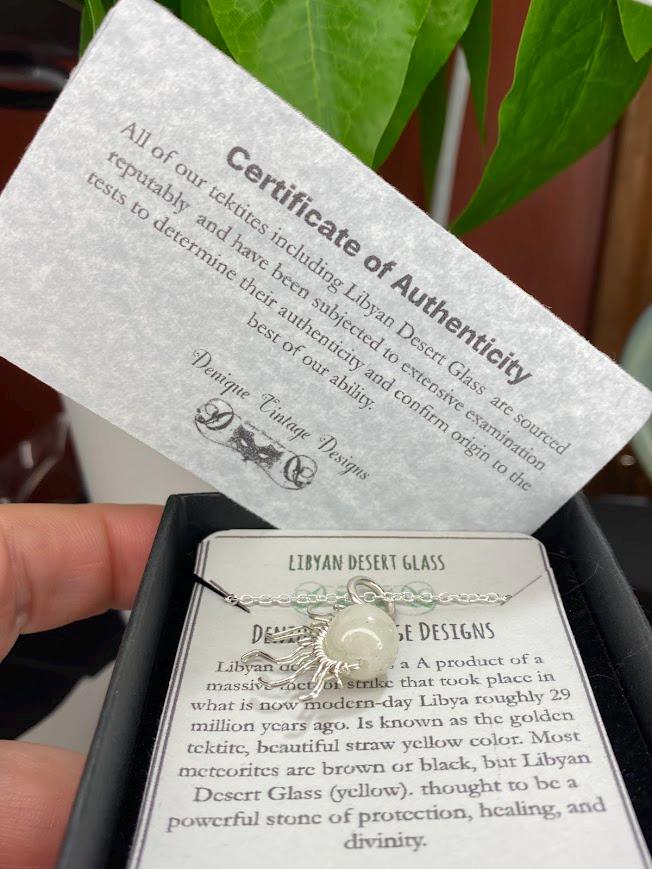 Certificate of Authenticity
All of our tektites including Libyan Desert Glass are sourced
reputably and have been subjected to extensive examination
tests to determine their authenticity and confirm origin to the
best of our ability.
Denique Vintage Designs
D
LIBYAN DESERT GLASS
DESIGNS
Libyan a A product of a
massive strike that took place in
what is now modern-day Libya roughly 29
million years ago. Is known as the golden
tektite, beautiful straw yellow color. Most
meteorites are brown or black, but Libyan
Desert Glass (yellow). thought to be a
powerful stone of protection, healing, and
divinity.